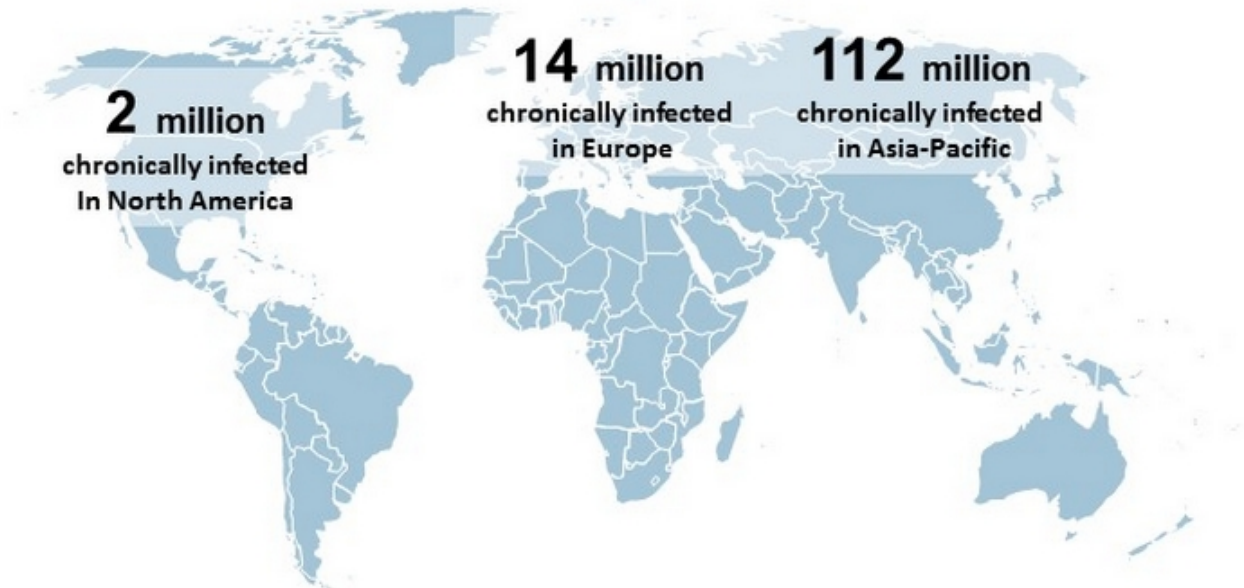 2 million
chronically infected
In North America
14 million
chronically infected
in Europe
112 million
chronically infected
in Asia-Pacific